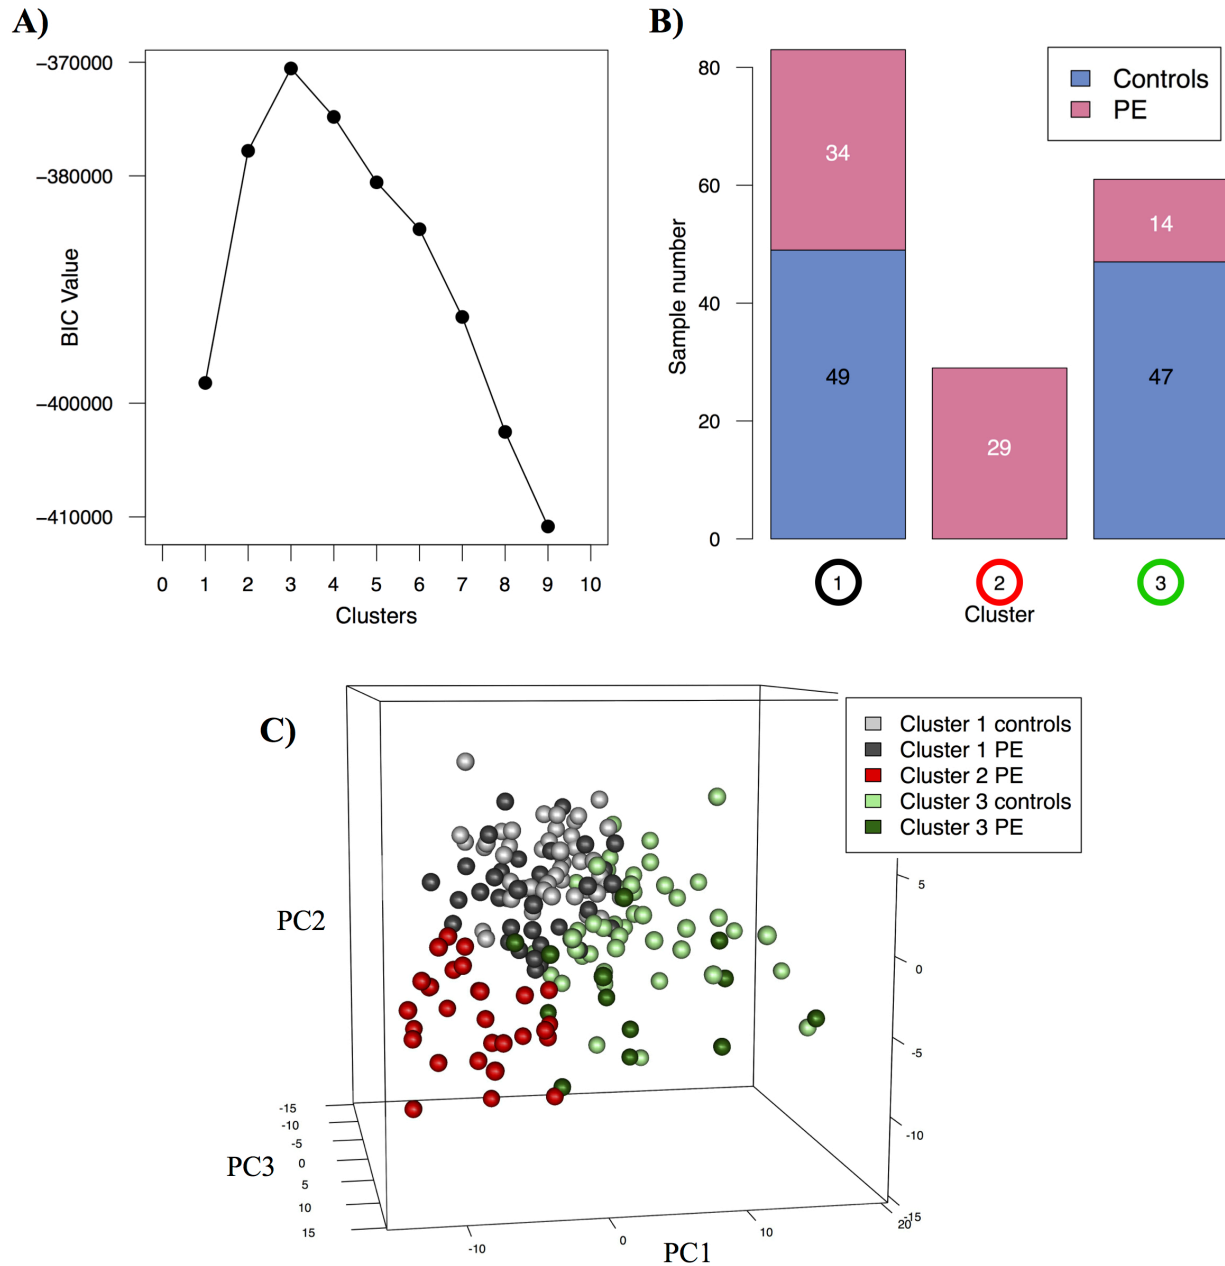 A)
−370000
−380000
−400000
−410000
BIC Value
0 1 2 3 4 5 6 7 8 9 10
Clusters
B)
Controls
PE
80
60
40
20
0
Sample number
34
49
29
14
47
1 2 3
Cluster
C)
Cluster 1 controls
Cluster 1 PE
Cluster 2 PE
Cluster 3 controls
Cluster 3 PE
PC2
5
0
-5
-10
-15
PC3
-15
-10
-5
0
5
10
15
-10 0 10 20
PC1